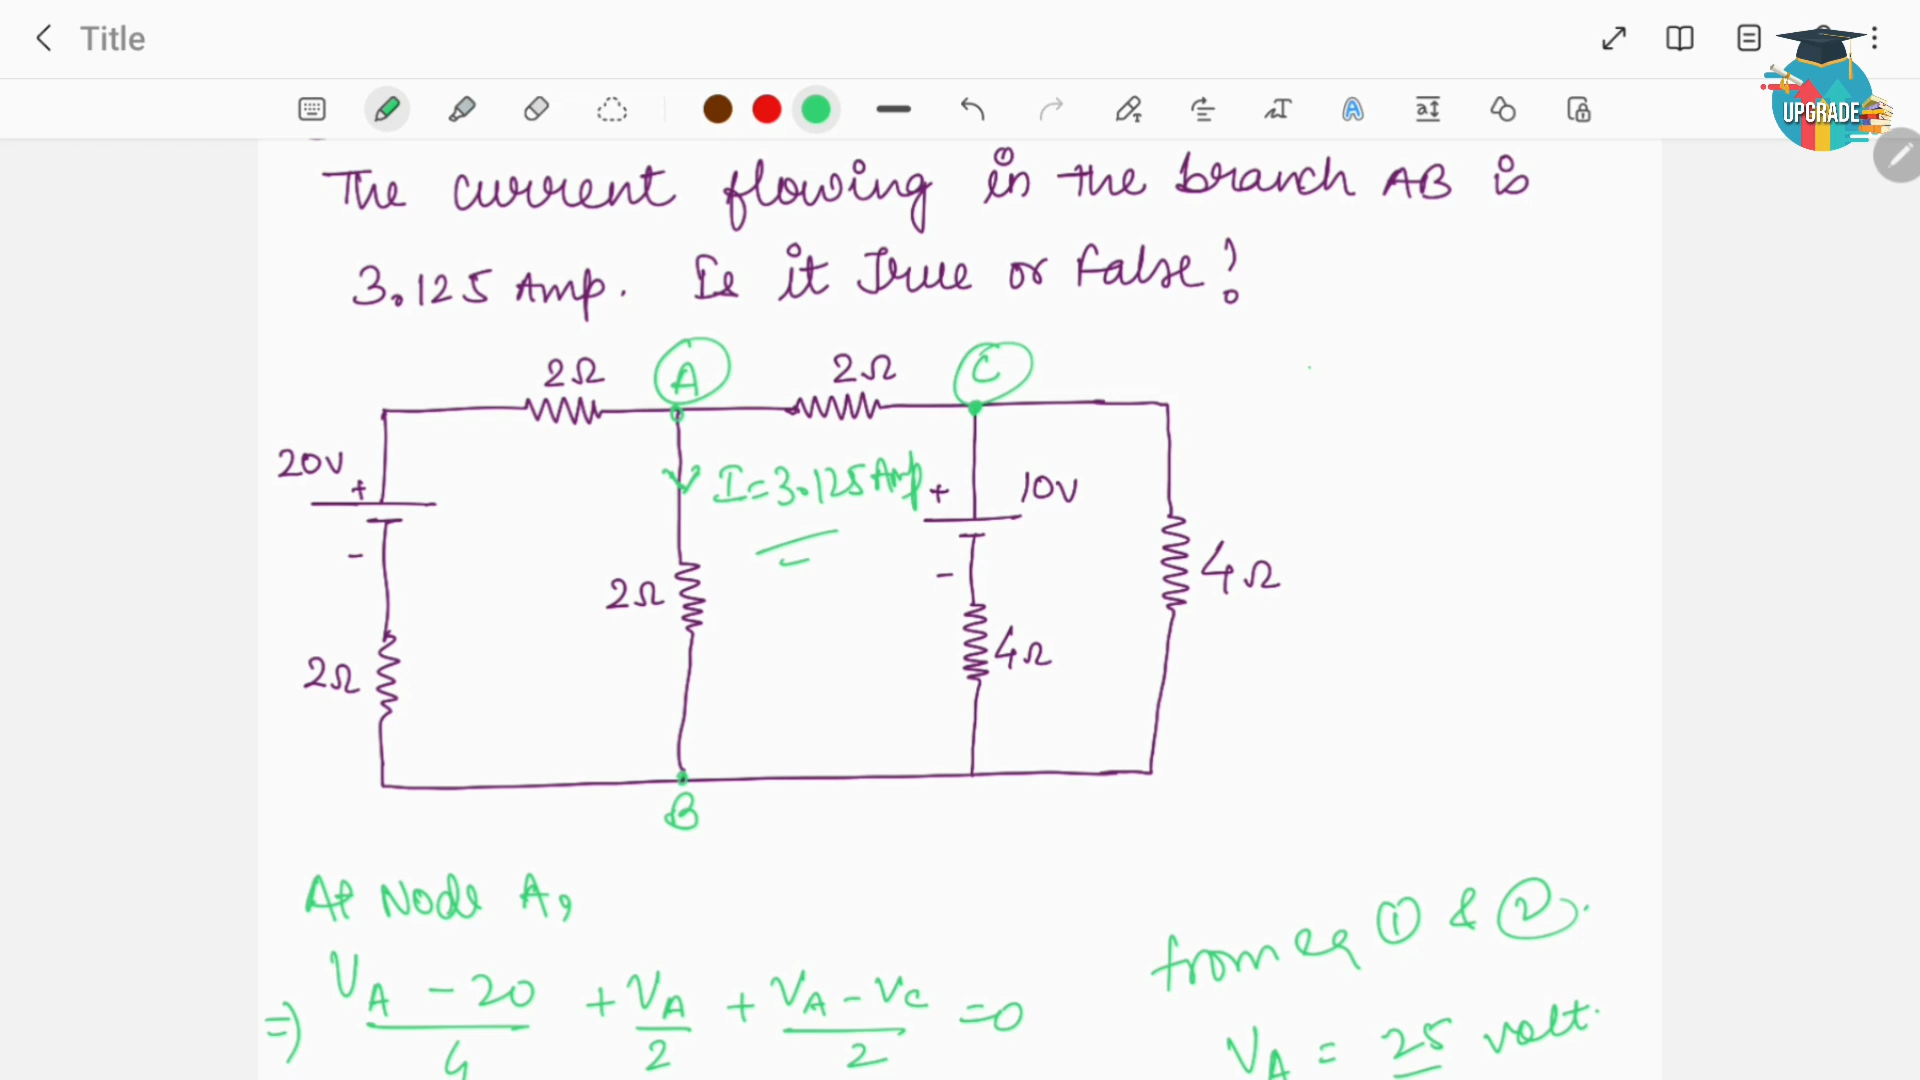 Title
UPGRADE
The current flowing in the branch AB is
3.125 Amp. Is it True or False?
2Ω
A
2Ω
C
20V
+
-
I=3.125 Amp
+
10V
-
2Ω
4Ω
2Ω
4Ω
B
At Node A,
from eq ① & ②.
⇒ VA - 20 / 4 + VA / 2 + VA - VC / 2 = 0
VA = 25 volt.